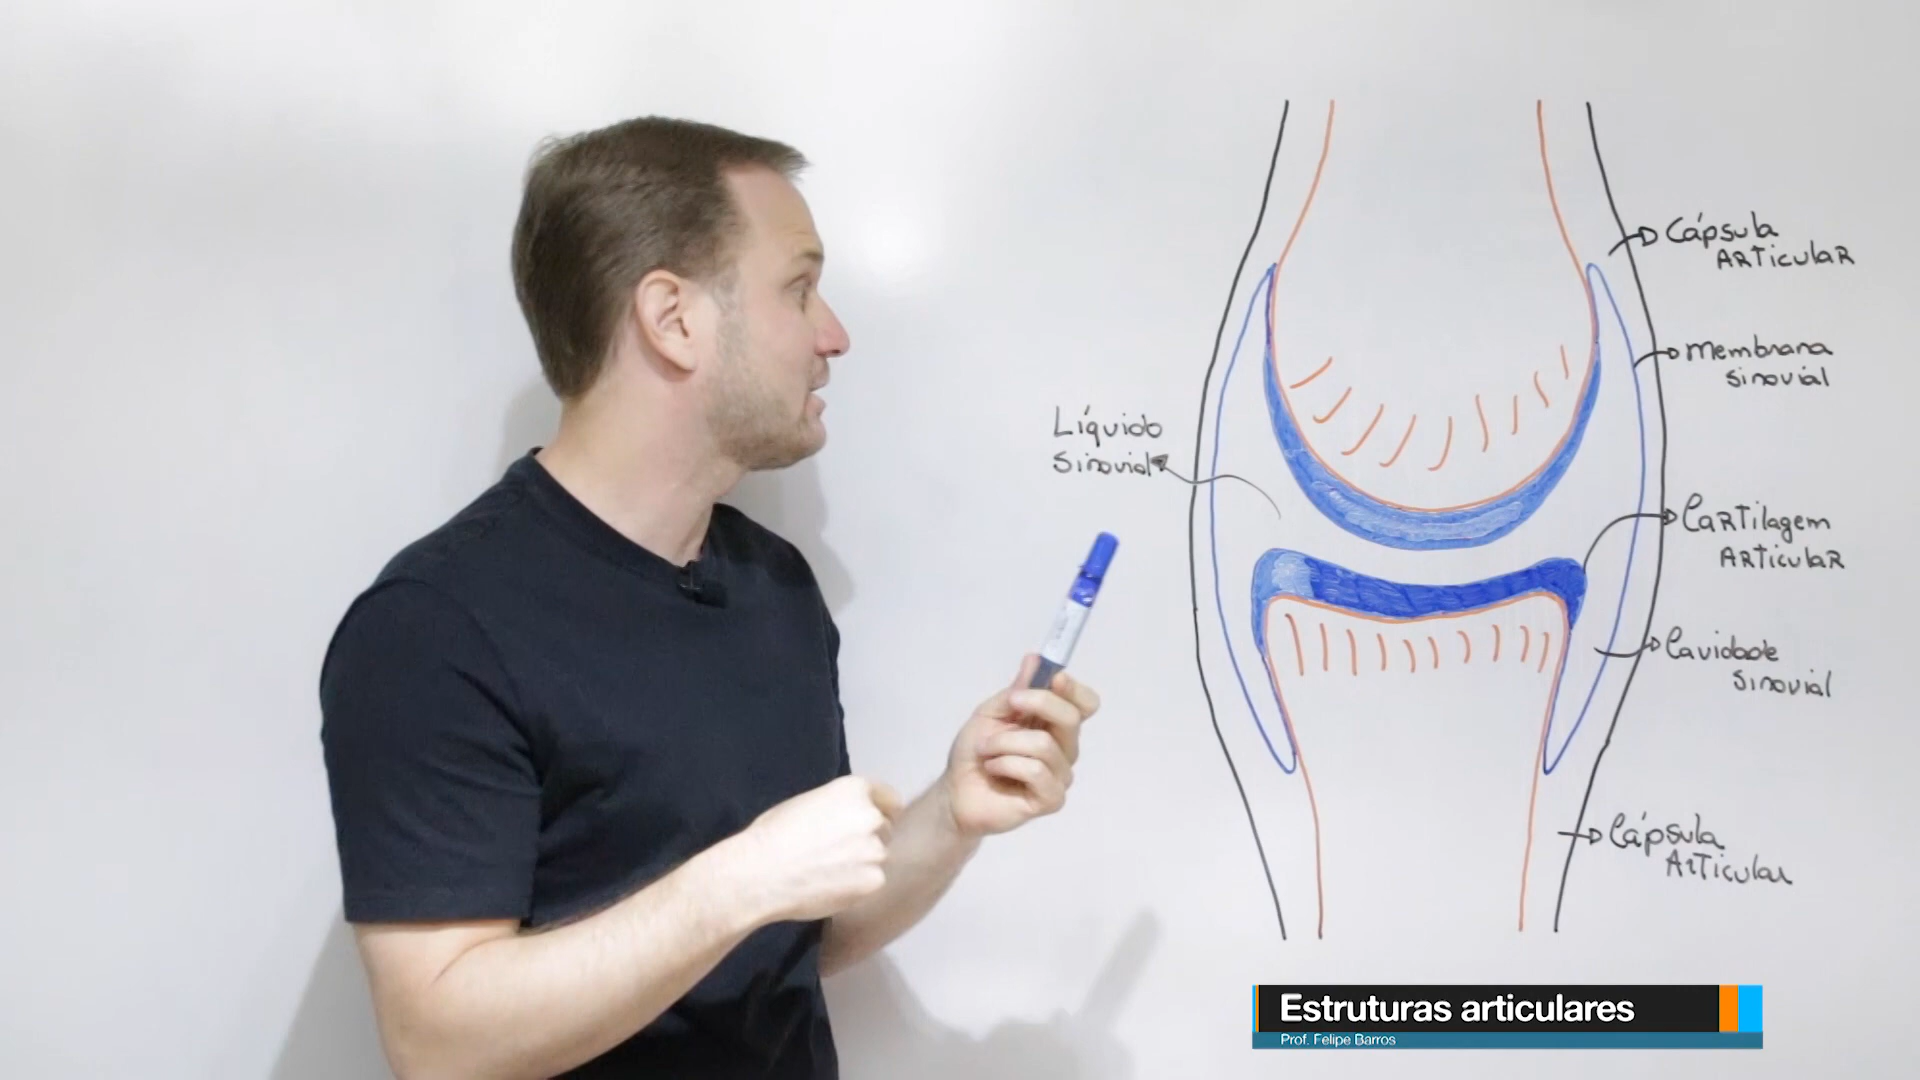 Cápsula
Articular
Membrana
Sinovial
Líquido
Sinovial
Cartilagem
Articular
Cavidade
Sinovial
Cápsula
Articular
Estruturas articulares
Prof. Felipe Barros